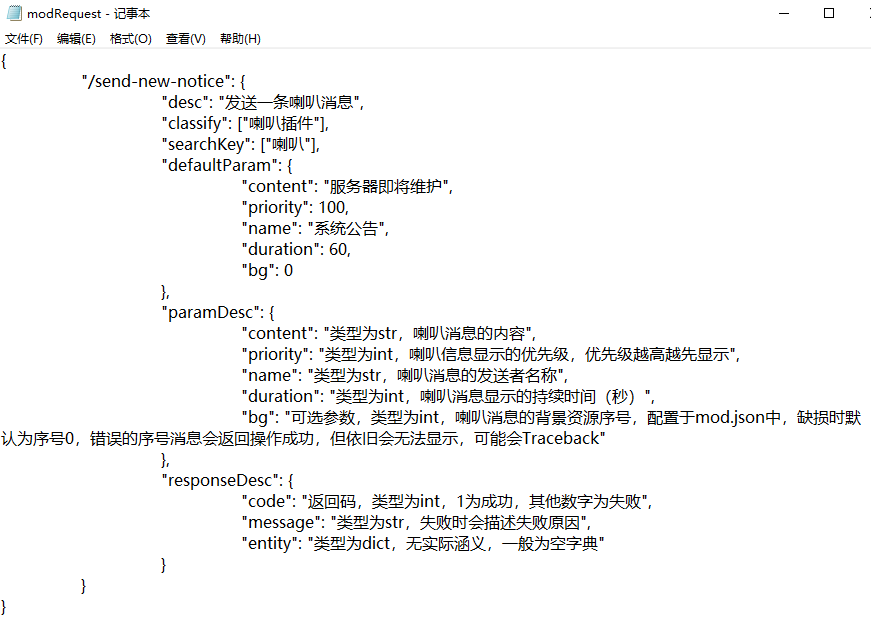 modRequest - 记事本
文件(F) 编辑(E) 格式(O) 查看(V) 帮助(H)
{
"/send-new-notice": {
"desc": "发送一条喇叭消息",
"classify": ["喇叭插件"],
"searchKey": ["喇叭"],
"defaultParam": {
"content": "服务器即将维护",
"priority": 100,
"name": "系统公告",
"duration": 60,
"bg": 0
},
"paramDesc": {
"content": "类型为str，喇叭消息的内容",
"priority": "类型为int，喇叭信息显示的优先级，优先级越高越先显示",
"name": "类型为str，喇叭消息的发送者名称",
"duration": "类型为int，喇叭消息显示的持续时间（秒）",
"bg": "可选参数，类型为int，喇叭消息的背景资源序号，配置于mod.json中，缺损时默
认为序号0，错误的序号消息会返回操作成功，但依旧会无法显示，可能会Traceback"
},
"responseDesc": {
"code": "返回码，类型为int，1为成功，其他数字为失败",
"message": "类型为str，失败时会描述失败原因",
"entity": "类型为dict，无实际涵义，一般为空字典"
}
}
}